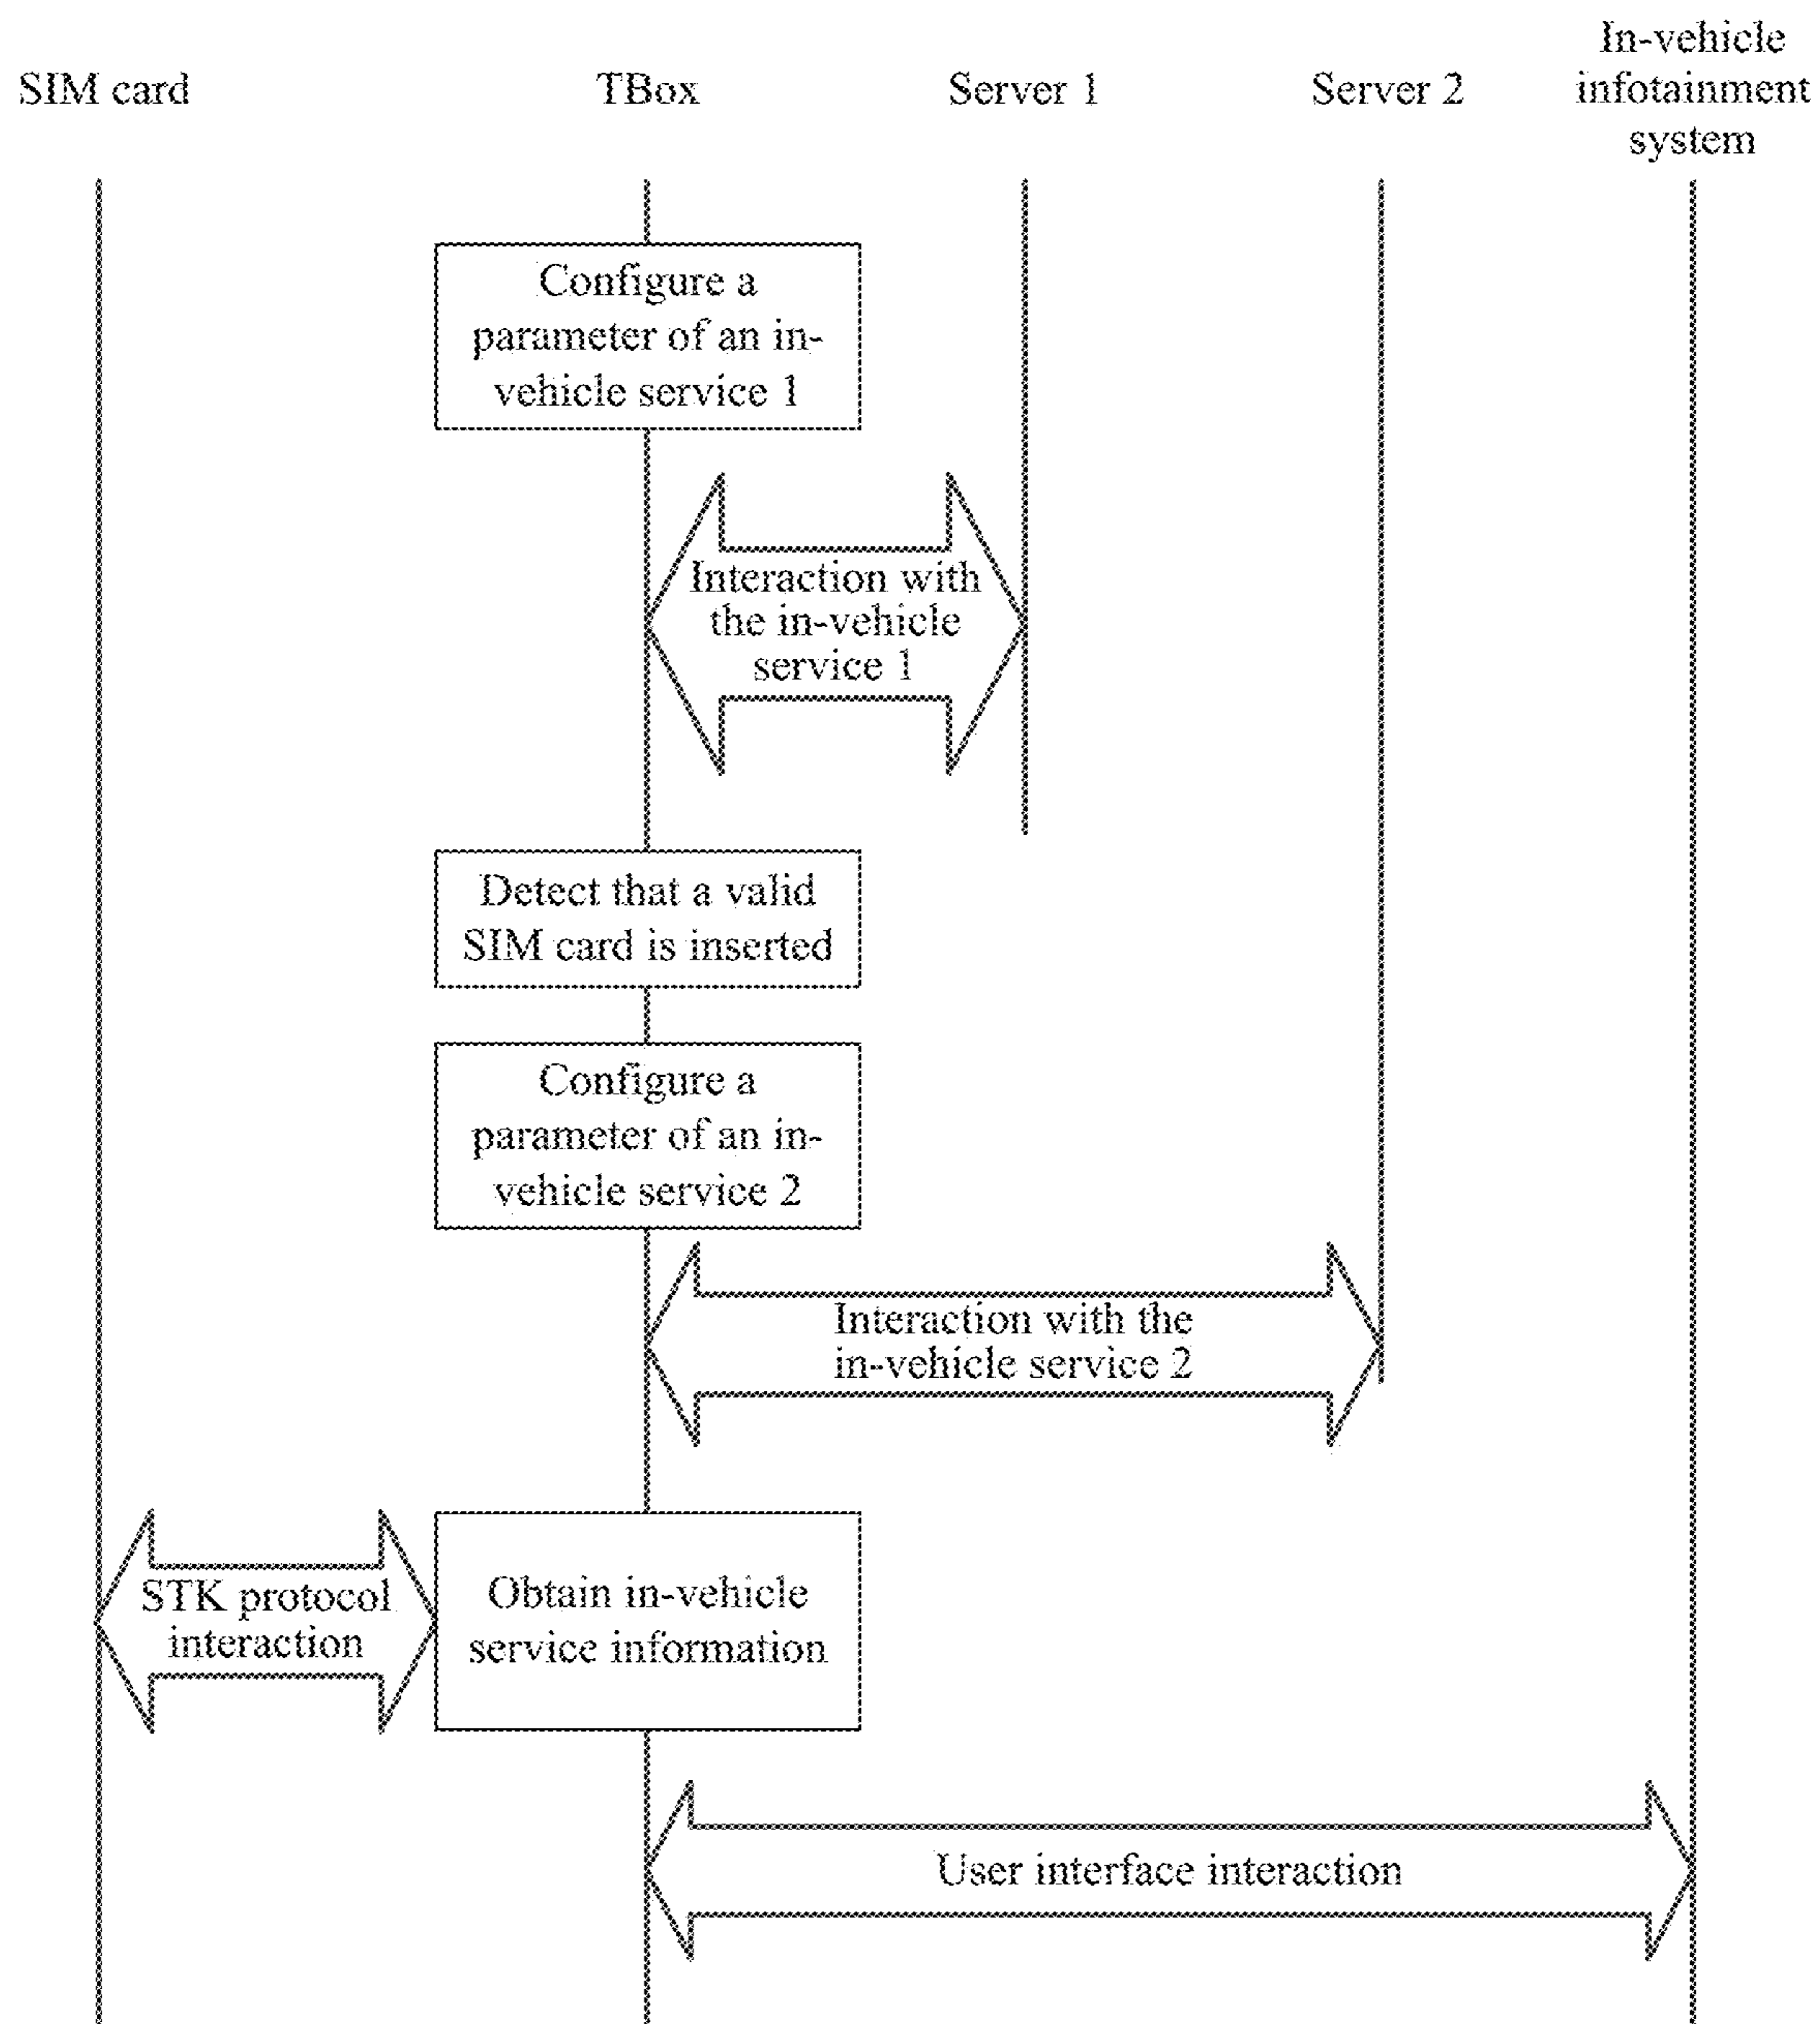 SIM card
TBox
Server 1
Server 2
In-vehicle
infotainment
system
Configure a
parameter of an in-
vehicle service 1
Interaction with
the in-vehicle
service 1
Detect that a valid
SIM card is inserted
Configure a
parameter of an in-
vehicle service 2
Interaction with the
in-vehicle service 2
STK protocol
interaction
Obtain in-vehicle
service information
User interface interaction